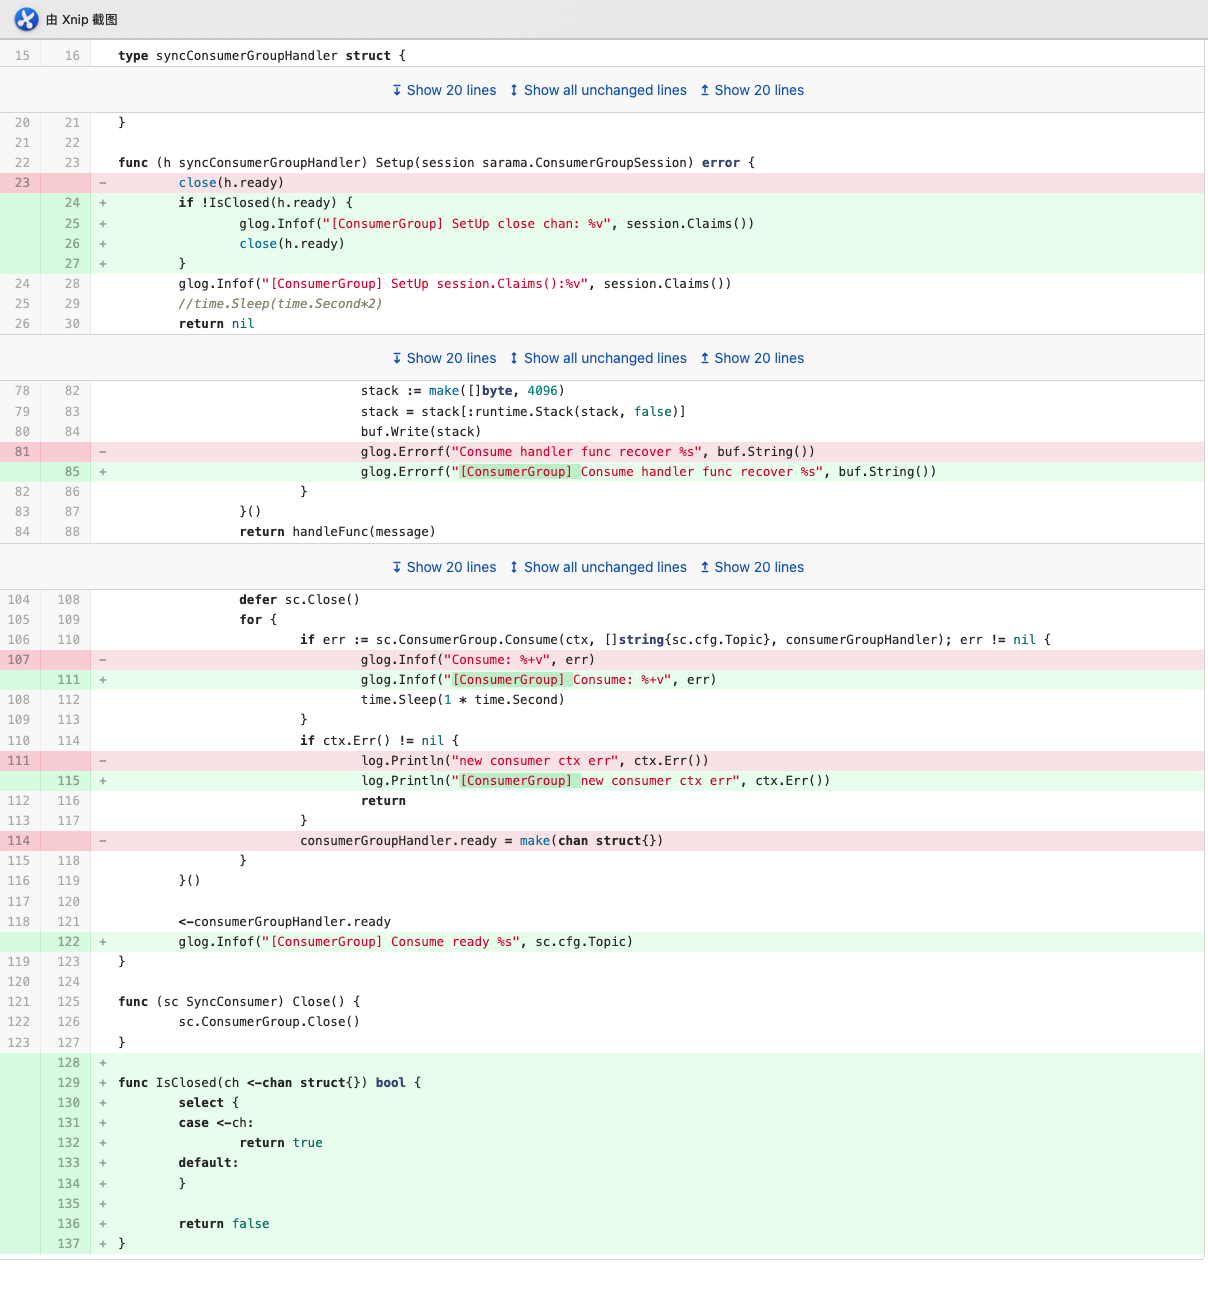 由 Xnip 截图
15 16 type syncConsumerGroupHandler struct {
Show 20 lines Show all unchanged lines Show 20 lines
20 21 }
21 22
22 23 func (h syncConsumerGroupHandler) Setup(session sarama.ConsumerGroupSession) error {
23 - close(h.ready)
24 + if !IsClosed(h.ready) {
25 + glog.Infof("[ConsumerGroup] SetUp close chan: %v", session.Claims())
26 + close(h.ready)
27 + }
24 28 glog.Infof("[ConsumerGroup] SetUp session.Claims():%v", session.Claims())
25 29 //time.Sleep(time.Second*2)
26 30 return nil
Show 20 lines Show all unchanged lines Show 20 lines
78 82 stack := make([]byte, 4096)
79 83 stack = stack[:runtime.Stack(stack, false)]
80 84 buf.Write(stack)
81 - glog.Errorf("Consume handler func recover %s", buf.String())
85 + glog.Errorf("[ConsumerGroup] Consume handler func recover %s", buf.String())
82 86 }
83 87 }()
84 88 return handleFunc(message)
Show 20 lines Show all unchanged lines Show 20 lines
104 108 defer sc.Close()
105 109 for {
106 110 if err := sc.ConsumerGroup.Consume(ctx, []string{sc.cfg.Topic}, consumerGroupHandler); err != nil {
107 - glog.Infof("Consume: %+v", err)
111 + glog.Infof("[ConsumerGroup] Consume: %+v", err)
108 112 time.Sleep(1 * time.Second)
109 113 }
110 114 if ctx.Err() != nil {
111 - log.Println("new consumer ctx err", ctx.Err())
115 + log.Println("[ConsumerGroup] new consumer ctx err", ctx.Err())
112 116 return
113 117 }
114 - consumerGroupHandler.ready = make(chan struct{})
115 118 }
116 119 }()
117 120
118 121 <-consumerGroupHandler.ready
122 + glog.Infof("[ConsumerGroup] Consume ready %s", sc.cfg.Topic)
119 123 }
120 124
121 125 func (sc SyncConsumer) Close() {
122 126 sc.ConsumerGroup.Close()
123 127 }
128 +
129 + func IsClosed(ch <-chan struct{}) bool {
130 + select {
131 + case <-ch:
132 + return true
133 + default:
134 + }
135 +
136 + return false
137 + }